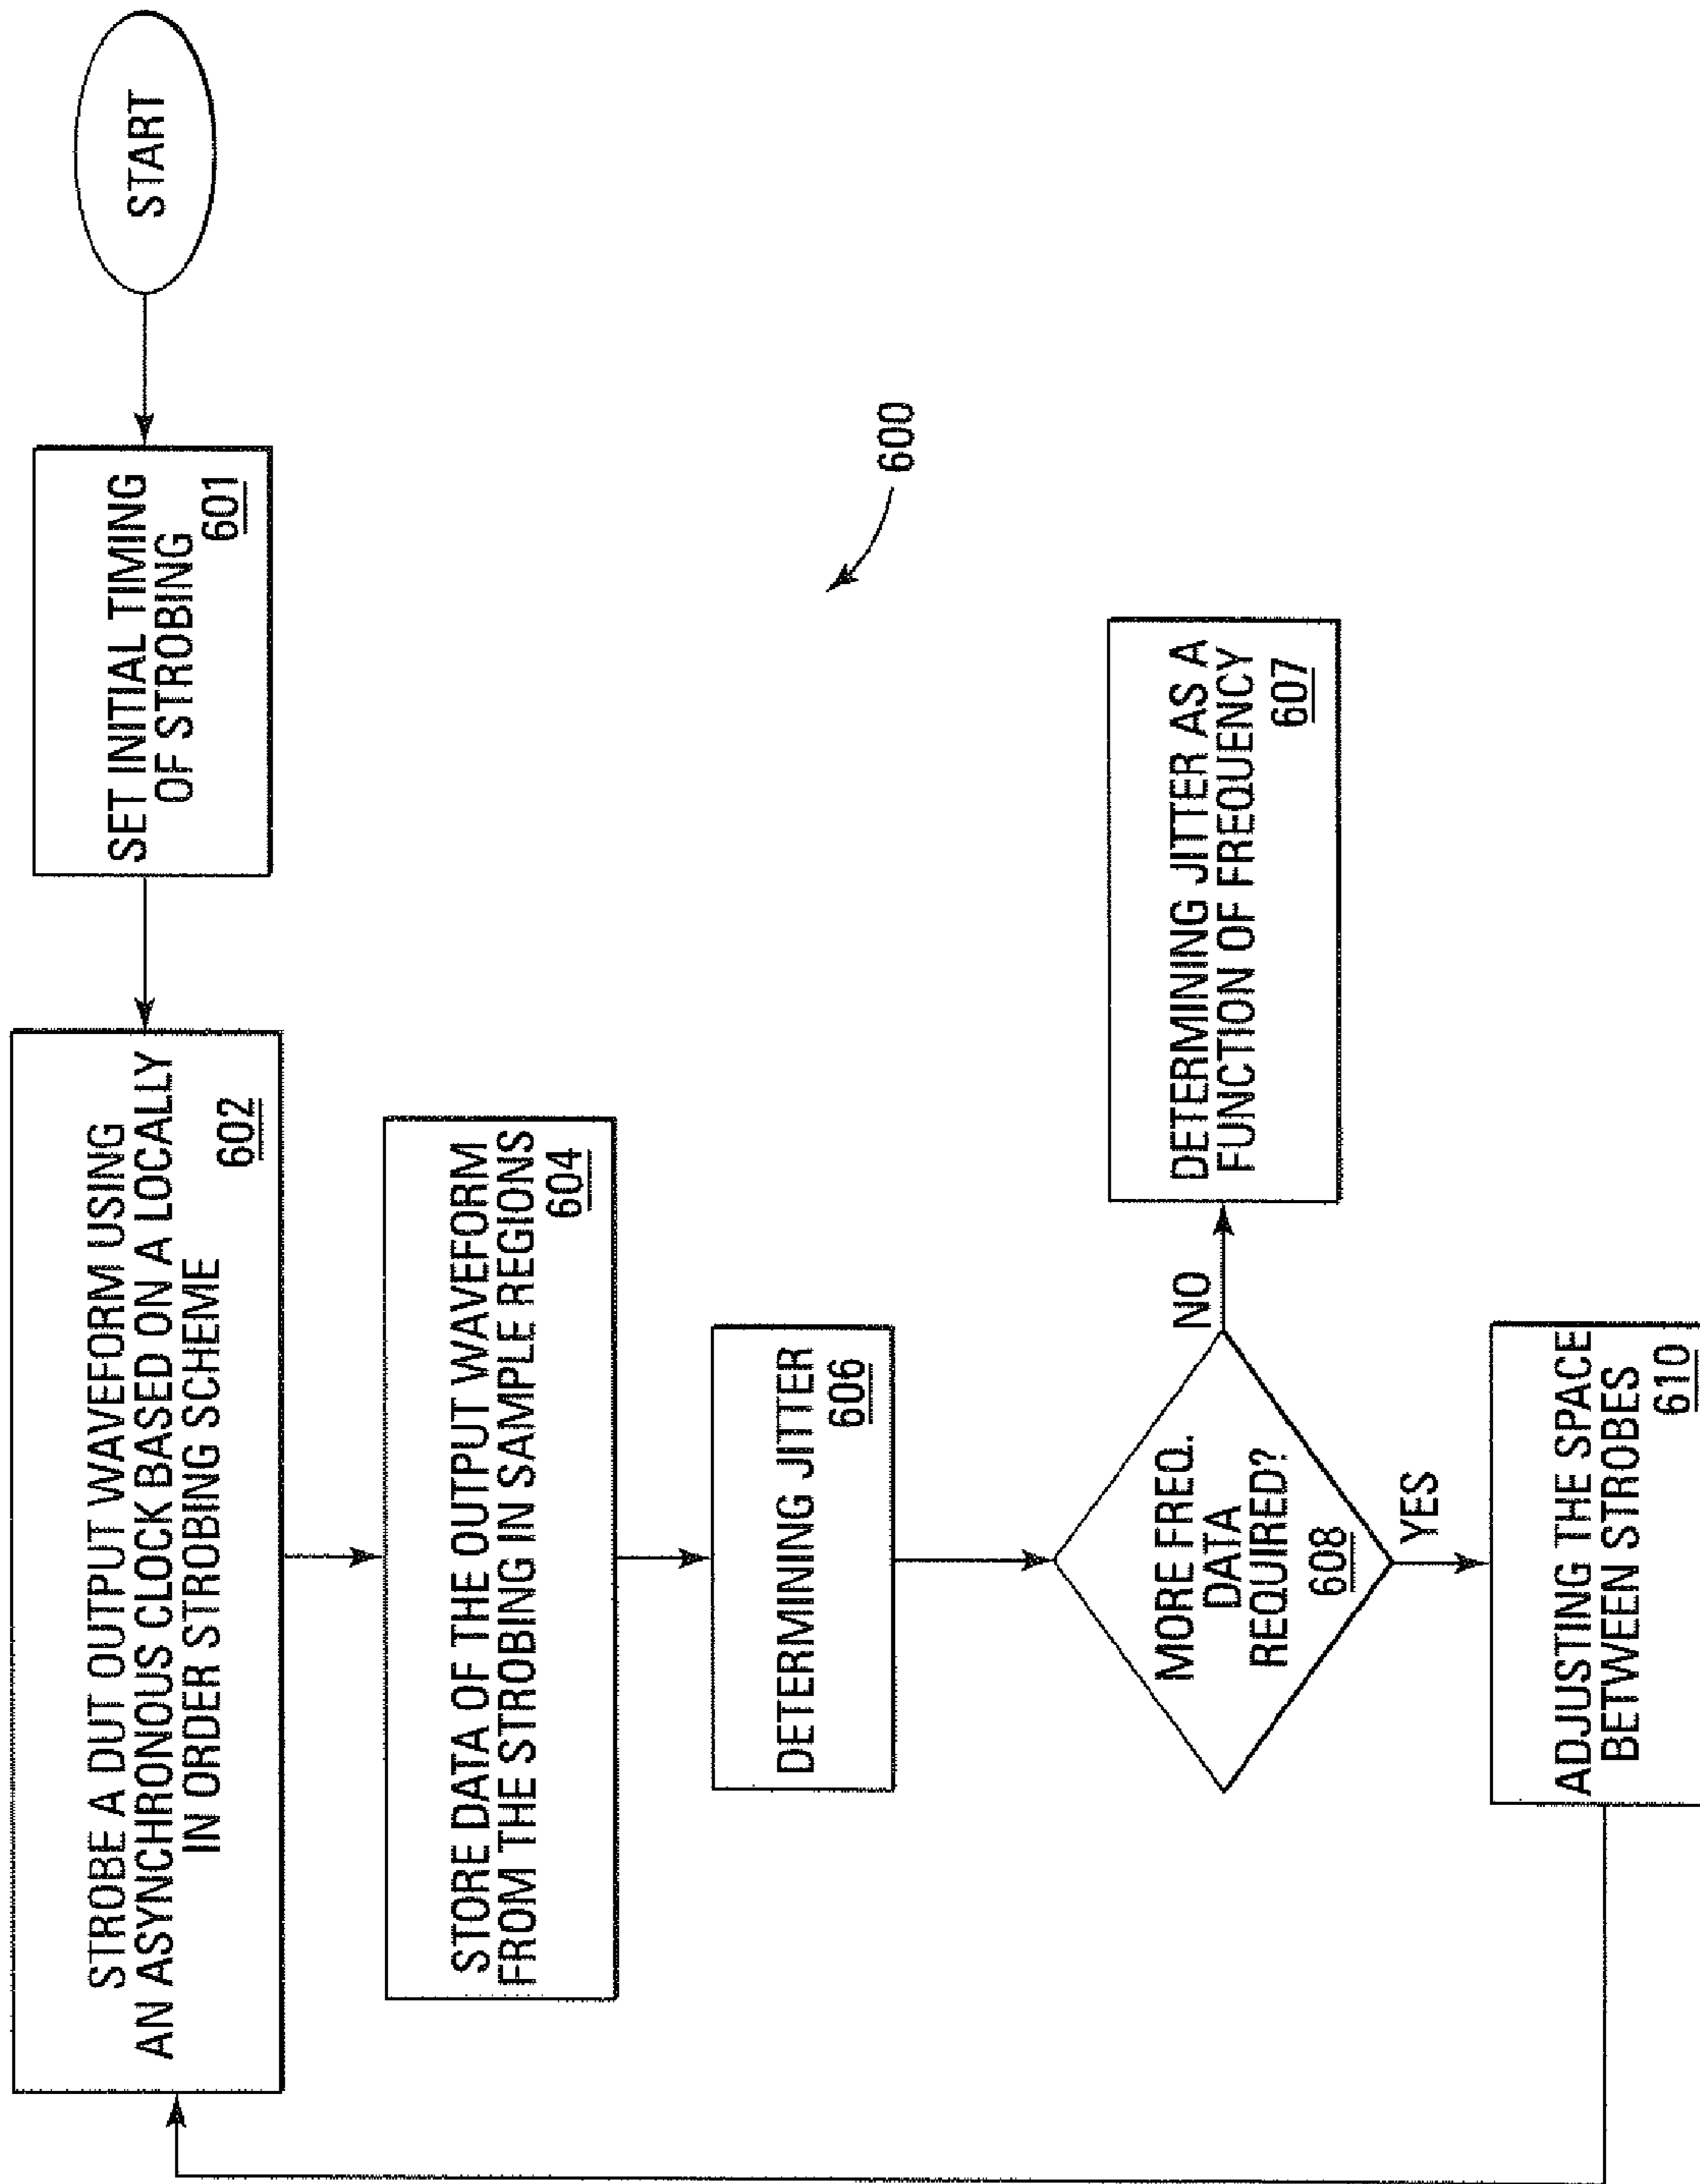 START
SET INITIAL TIMING
OF STROBING
601
STROBE A DUT OUTPUT WAVEFORM USING
AN ASYNCHRONOUS CLOCK BASED ON A LOCALLY
IN ORDER STROBING SCHEME
602
STORE DATA OF THE OUTPUT WAVEFORM
FROM THE STROBING IN SAMPLE REGIONS
604
DETERMINING JITTER
606
MORE FREQ.
DATA
REQUIRED?
608
NO
DETERMINING JITTER AS A
FUNCTION OF FREQUENCY
607
YES
ADJUSTING THE SPACE
BETWEEN STROBES
610
600